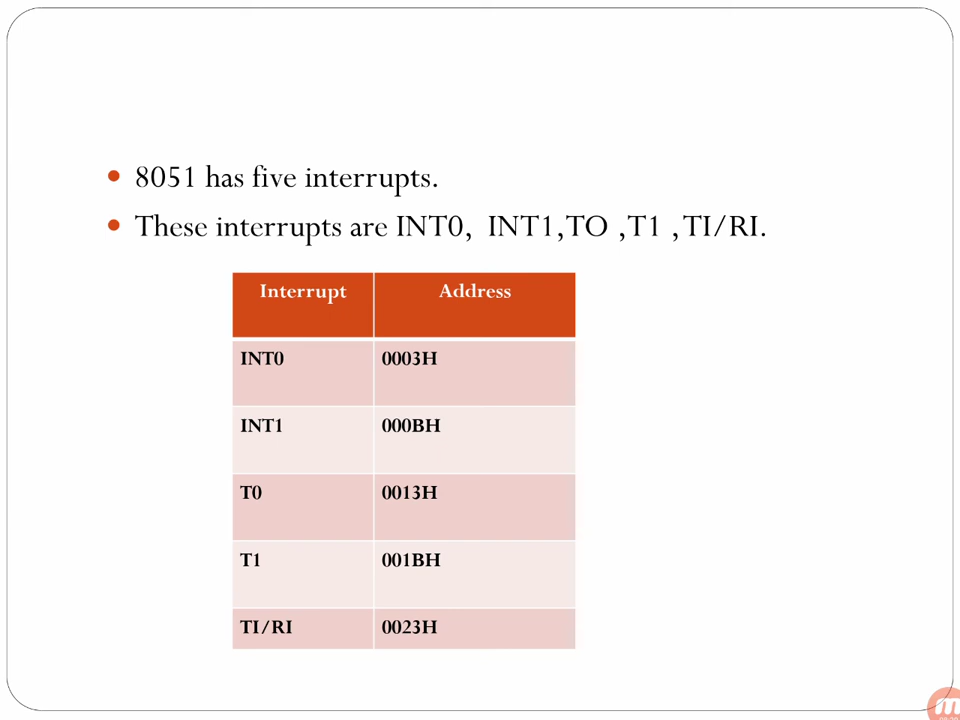 8051 has five interrupts.
These interrupts are INT0, INT1,TO ,T1 ,TI/RI.
Interrupt Address
INT0 0003H
INT1 000BH
T0 0013H
T1 001BH
TI/RI 0023H